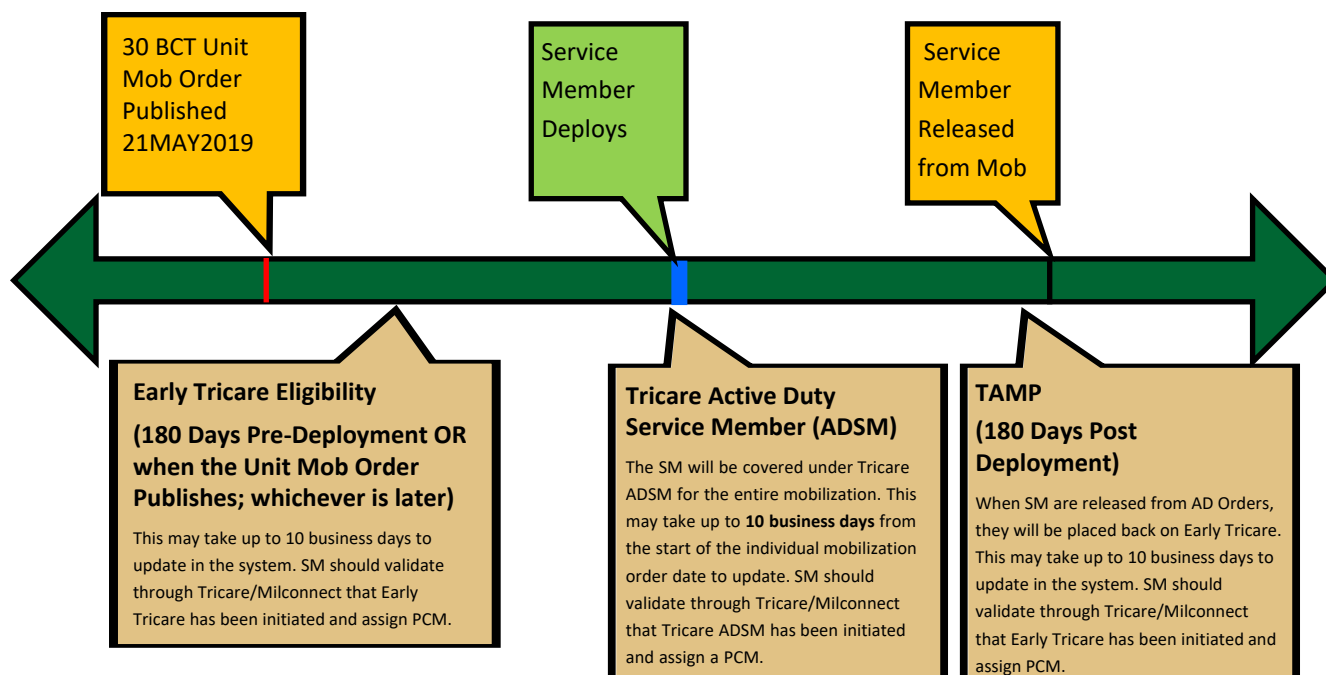 30 BCT Unit
Mob Order
Published
21MAY2019
Service
Member
Deploys
Service
Member
Released
from Mob
Early Tricare Eligibility
(180 Days Pre-Deployment OR
when the Unit Mob Order
Publishes; whichever is later)
This may take up to 10 business days to
update in the system. SM should validate
through Tricare/Milconnect that Early
Tricare has been initiated and assign PCM.
Tricare Active Duty
Service Member (ADSM)
The SM will be covered under Tricare
ADSM for the entire mobilization. This
may take up to 10 business days from
the start of the individual mobilization
order date to update. SM should
validate through Tricare/Milconnect
that Tricare ADSM has been initiated
and assign a PCM.
TAMP
(180 Days Post
Deployment)
When SM are released from AD Orders,
they will be placed back on Early Tricare.
This may take up to 10 business days to
update in the system. SM should
validate through Tricare/Milconnect
that Early Tricare has been initiated and
assign PCM.